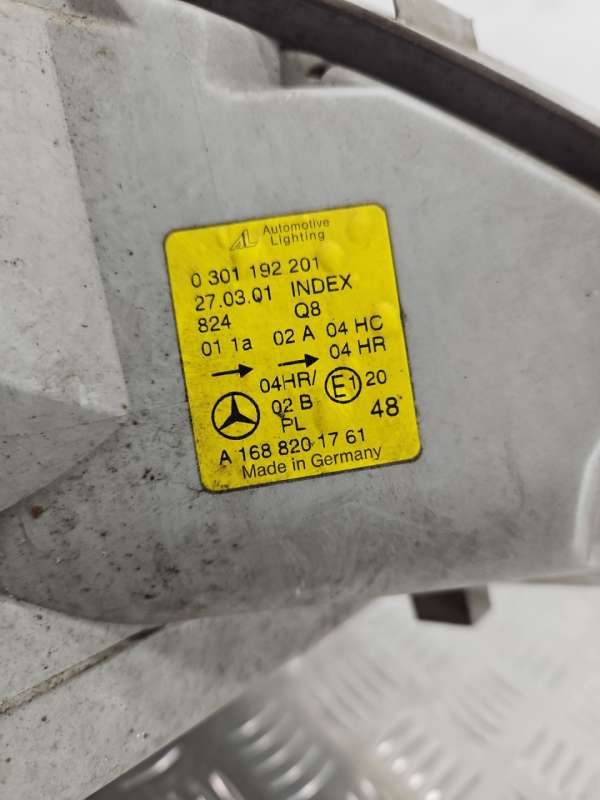 AL Automotive
Lighting
0 301 192 201
27.03.01 INDEX
824 Q8
01 1a 02 A 04 HC
→ → 04 HR
04HR/ E1 20
02 B 48
PL
A 168 820 17 61
Made in Germany